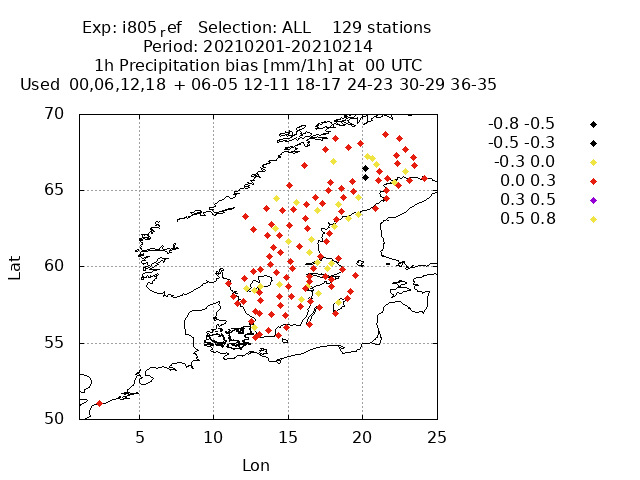 Exp: i805ref Selection: ALL 129 stations
Period: 20210201-20210214
1h Precipitation bias [mm/1h] at 00 UTC
Used 00,06,12,18 + 06-05 12-11 18-17 24-23 30-29 36-35
70
65
60
55
50
Lat
5
10
15
20
25
Lon
-0.8 -0.5
-0.5 -0.3
-0.3 0.0
0.0 0.3
0.3 0.5
0.5 0.8